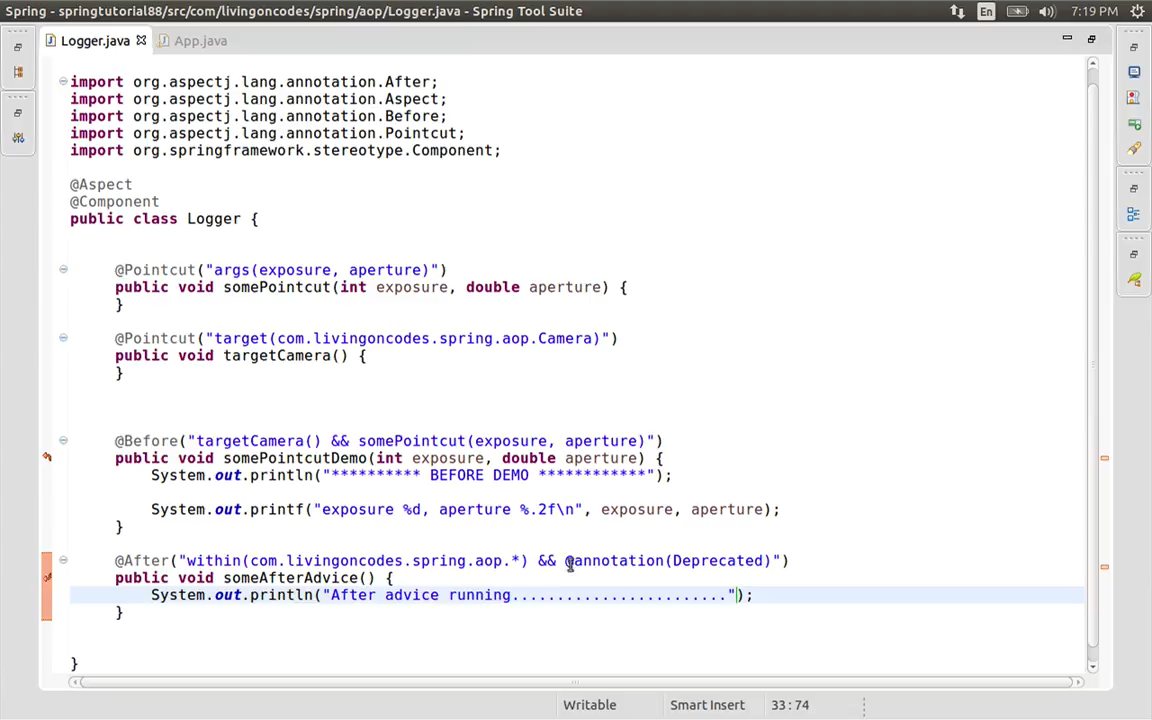 Spring - springtutorial88/src/com/livingoncodes/spring/aop/Logger.java - Spring Tool Suite
En
7:19 PM
Logger.java
App.java
import org.aspectj.lang.annotation.After;
import org.aspectj.lang.annotation.Aspect;
import org.aspectj.lang.annotation.Before;
import org.aspectj.lang.annotation.Pointcut;
import org.springframework.stereotype.Component;
@Aspect
@Component
public class Logger {
@Pointcut("args(exposure, aperture)")
public void somePointcut(int exposure, double aperture) {
}
@Pointcut("target(com.livingoncodes.spring.aop.Camera)")
public void targetCamera() {
}
@Before("targetCamera() && somePointcut(exposure, aperture)")
public void somePointcutDemo(int exposure, double aperture) {
System.out.println("********** BEFORE DEMO ************");
System.out.printf("exposure %d, aperture %.2f\n", exposure, aperture);
}
@After("within(com.livingoncodes.spring.aop.*) && @annotation(Deprecated)")
public void someAfterAdvice() {
System.out.println("After advice running........................");
}
}
Writable
Smart Insert
33 : 74